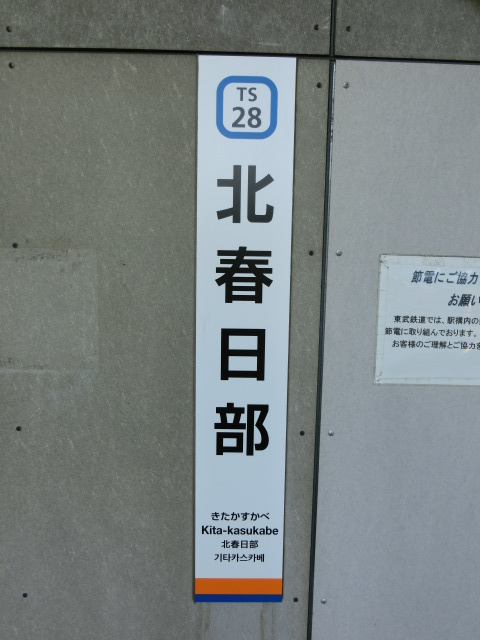 TS
28
北春日部
きたかすかべ
Kita-kasukabe
北春日部
기타카스카베
節電にご協力
お願い
東武鉄道では、駅構内の
節電に取り組んでおります。
お客様のご理解とご協力を